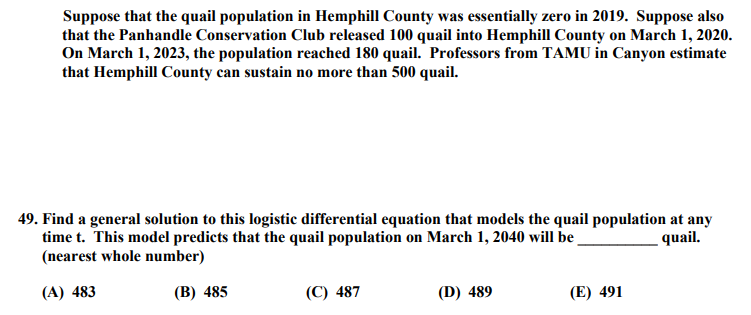 Suppose that the quail population in Hemphill County was essentially zero in 2019. Suppose also
that the Panhandle Conservation Club released 100 quail into Hemphill County on March 1, 2020.
On March 1, 2023, the population reached 180 quail. Professors from TAMU in Canyon estimate
that Hemphill County can sustain no more than 500 quail.
49. Find a general solution to this logistic differential equation that models the quail population at any
time t. This model predicts that the quail population on March 1, 2040 will be __________ quail.
(nearest whole number)
(A) 483 (B) 485 (C) 487 (D) 489 (E) 491